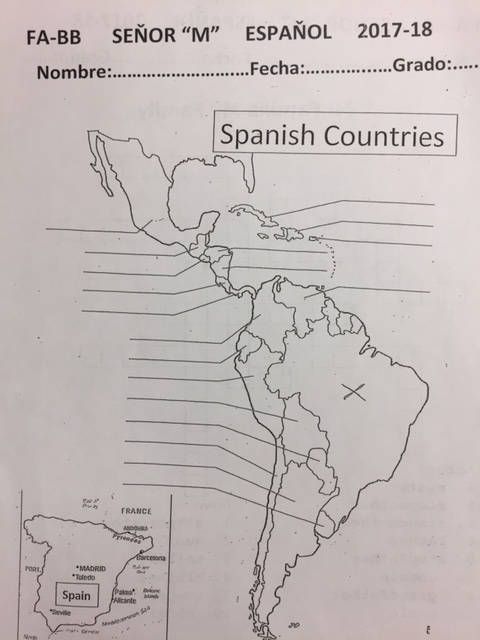 FA-BB SEÑOR “M” ESPAÑOL 2017-18
Nombre:...........................Fecha:.................Grado:.....
Spanish Countries
FRANCE
ANDORRA
Pyrenees
Barcelona
PORT.
•MADRID
•Toledo
Spain
Palma•
Balearic
Islands
•Alicante
•Seville
Mediterranean Sea